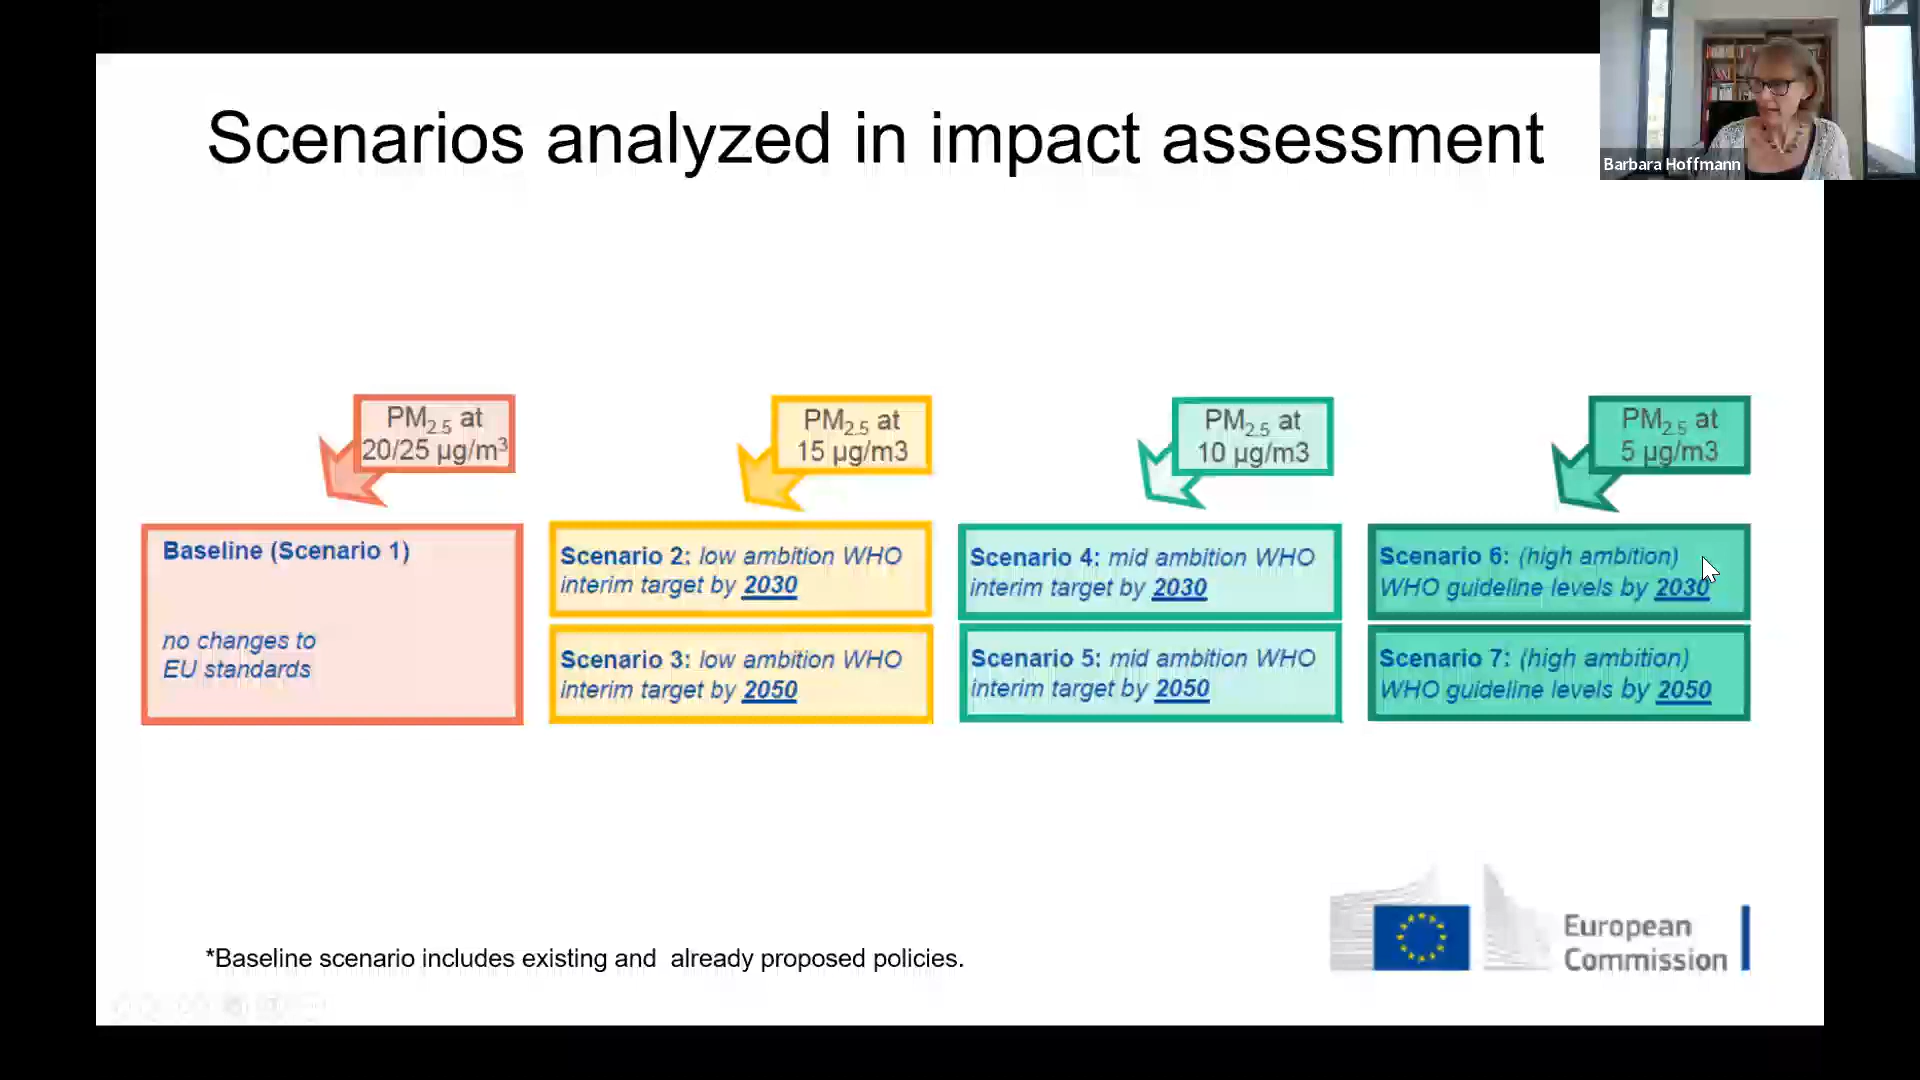 Scenarios analyzed in impact assessment
Barbara Hoffmann
PM2.5 at
20/25 µg/m³
PM2.5 at
15 µg/m3
PM2.5 at
10 µg/m3
PM2.5 at
5 µg/m3
Baseline (Scenario 1)
no changes to
EU standards
Scenario 2: low ambition WHO
interim target by 2030
Scenario 3: low ambition WHO
interim target by 2050
Scenario 4: mid ambition WHO
interim target by 2030
Scenario 5: mid ambition WHO
interim target by 2050
Scenario 6: (high ambition)
WHO guideline levels by 2030
Scenario 7: (high ambition)
WHO guideline levels by 2050
*Baseline scenario includes existing and  already proposed policies.
European
Commission